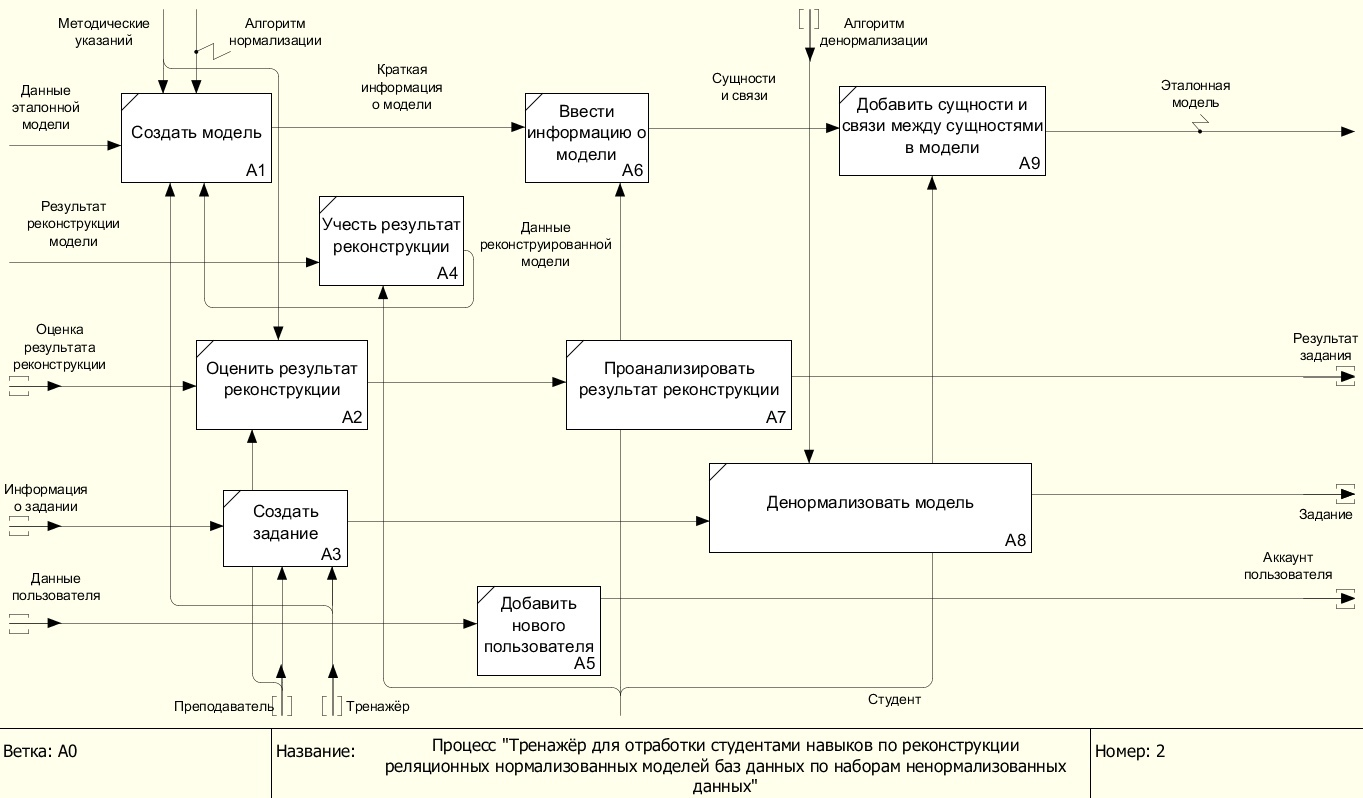 Методические
указаний
Алгоритм
нормализации
Алгоритм
денормализации
Данные
эталонной
модели
Краткая
информация
о модели
Сущности
и связи
Эталонная
модель
Создать модель
A1
Ввести
информацию о
модели
A6
Добавить сущности и
связи между сущностями
в модели
A9
Результат
реконструкции
модели
Учесть результат
реконструкции
A4
Данные
реконструированной
модели
Оценка
результата
реконструкции
Оценить результат
реконструкции
A2
Проанализировать
результат реконструкции
A7
Результат
задания
Информация
о задании
Создать
задание
A3
Денормализовать модель
A8
Задание
Данные
пользователя
Добавить
нового
пользователя
A5
Аккаунт
пользователя
Преподаватель
Тренажёр
Студент
Ветка: A0
Название:
Процесс "Тренажёр для отработки студентами навыков по реконструкции
реляционных нормализованных моделей баз данных по наборам ненормализованных
данных"
Номер: 2